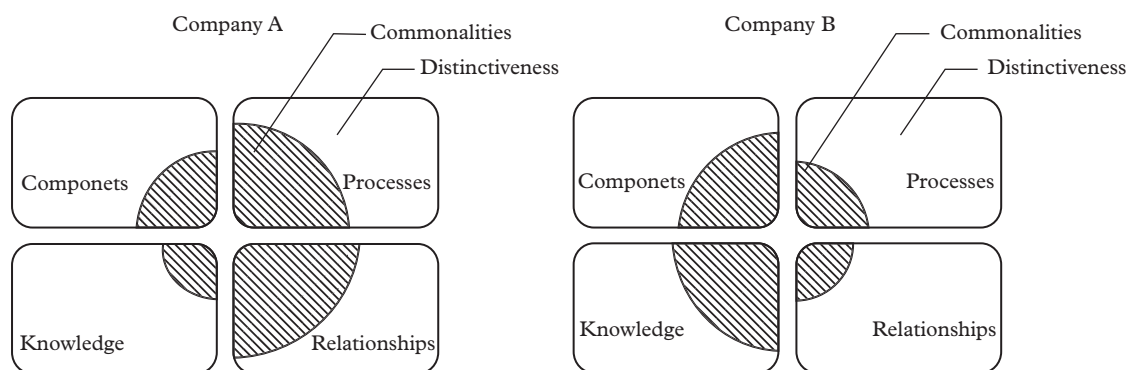 Company A
Commonalities
Distinctiveness
Componets
Processes
Knowledge
Relationships
Company B
Commonalities
Distinctiveness
Componets
Processes
Knowledge
Relationships